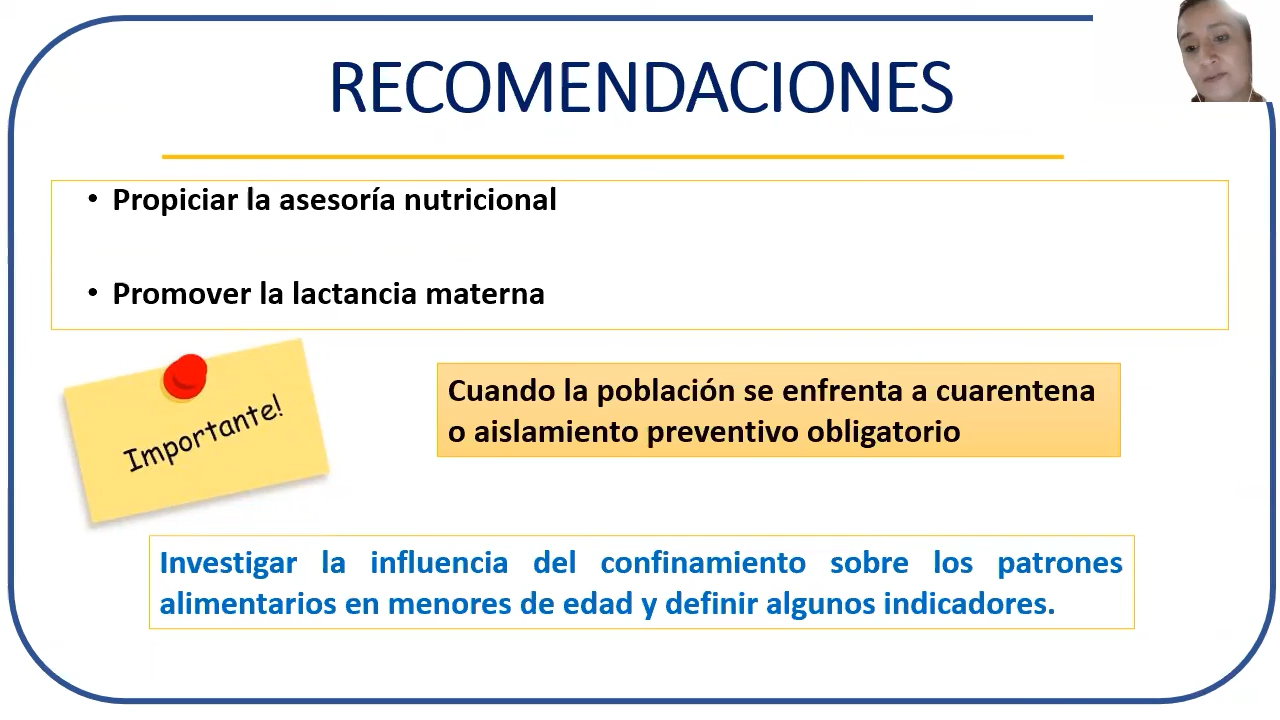 RECOMENDACIONES
• Propiciar la asesoría nutricional
• Promover la lactancia materna
Importante!
Cuando la población se enfrenta a cuarentena
o aislamiento preventivo obligatorio
Investigar la influencia del confinamiento sobre los patrones
alimentarios en menores de edad y definir algunos indicadores.